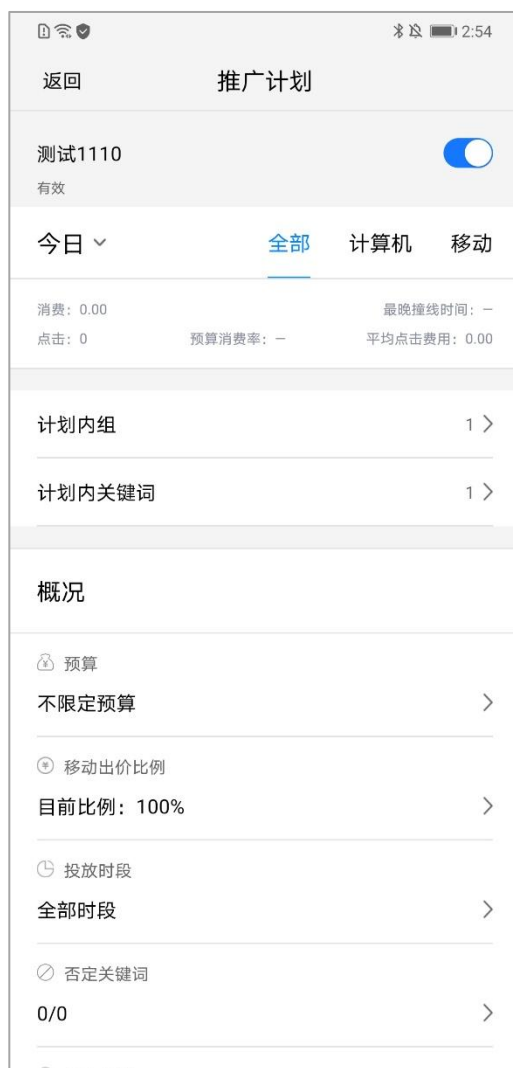 2:54
返回 推广计划
测试1110
有效
今日 全部 计算机 移动
消费：0.00 最晚撞线时间：—
点击：0 预算消费率：— 平均点击费用：0.00
计划内组 1
计划内关键词 1
概况
预算
不限定预算
移动出价比例
目前比例：100%
投放时段
全部时段
否定关键词
0/0